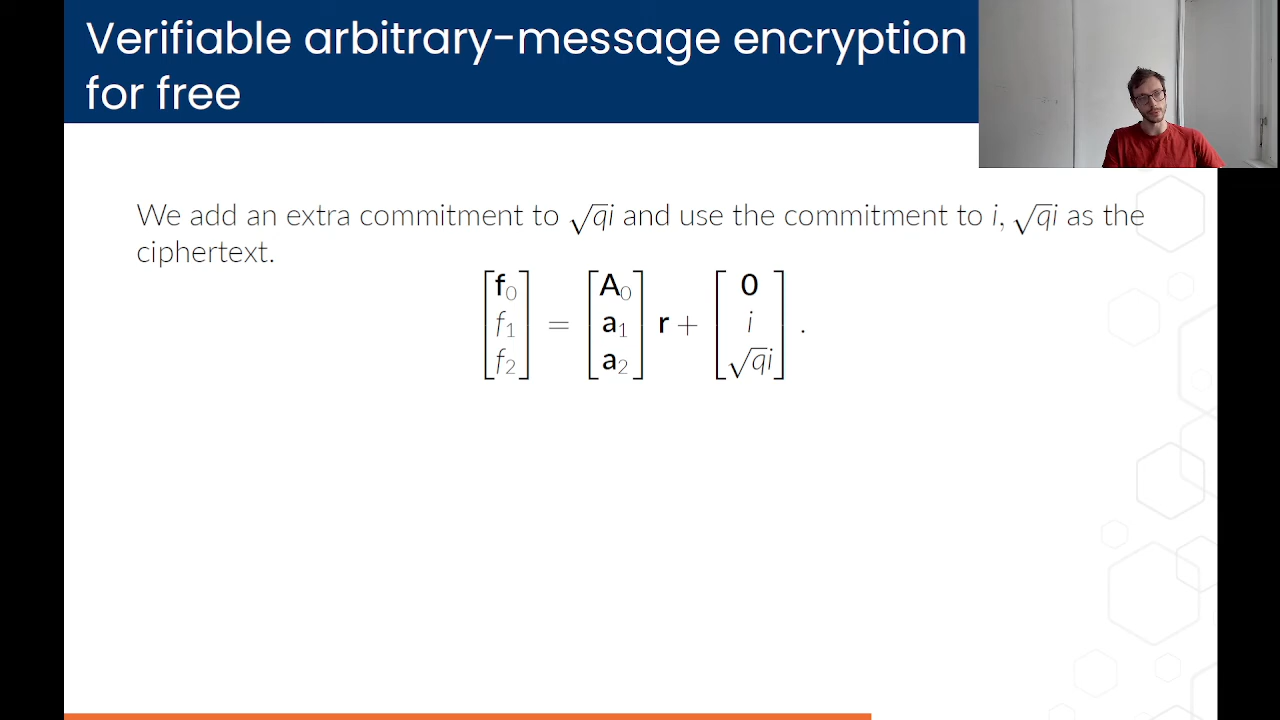 Verifiable arbitrary-message encryption
for free
We add an extra commitment to √qi and use the commitment to i, √qi as the
ciphertext.
[f₀ f₁ f₂] = [A₀ a₁ a₂] r + [0 i √qi] .